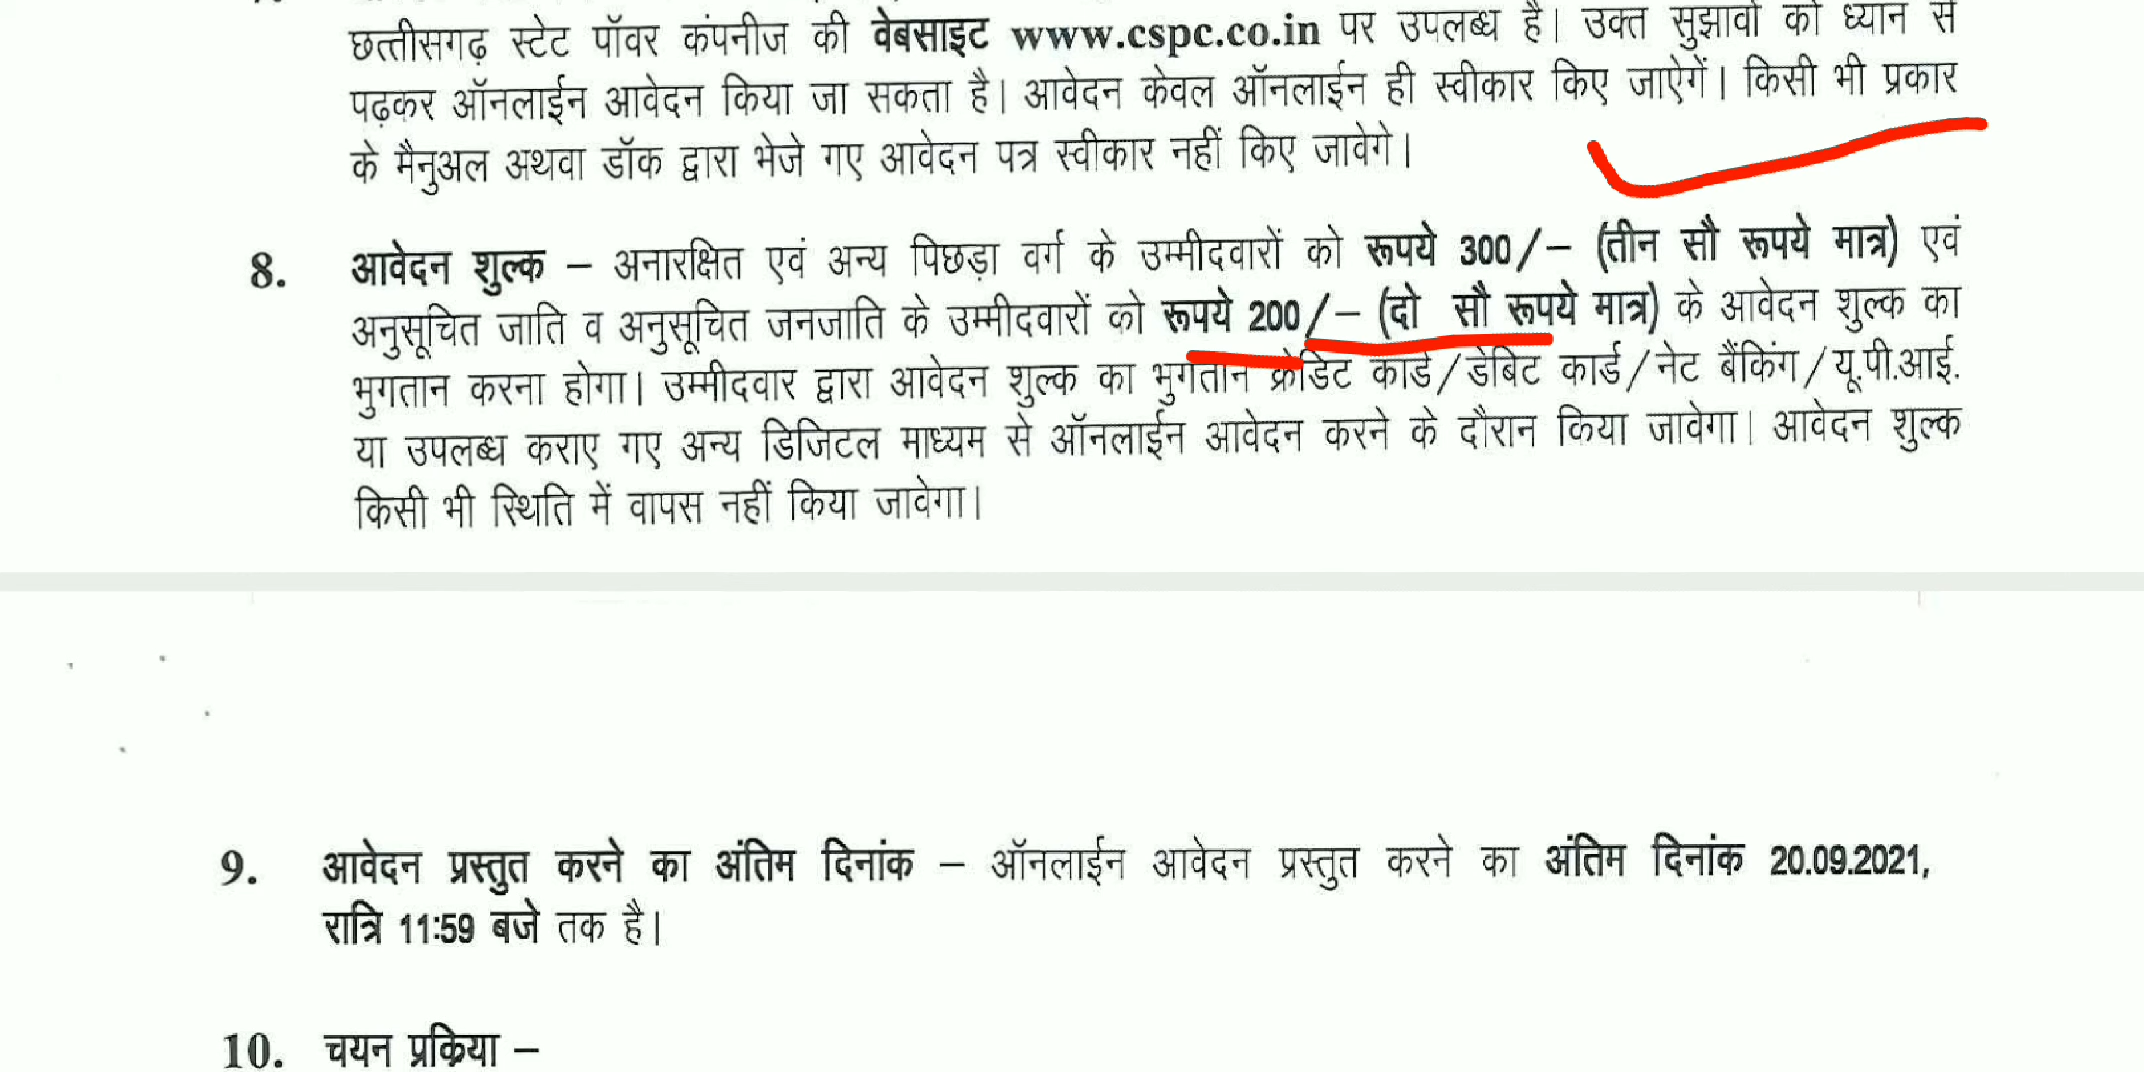 छत्तीसगढ़ स्टेट पॉवर कंपनीज की वेबसाइट www.cspc.co.in पर उपलब्ध है। उक्त सुझावों को ध्यान से
पढ़कर ऑनलाईन आवेदन किया जा सकता है। आवेदन केवल ऑनलाईन ही स्वीकार किए जाऐगें। किसी भी प्रकार
के मैनुअल अथवा डॉक द्वारा भेजे गए आवेदन पत्र स्वीकार नहीं किए जावेगे।
8. आवेदन शुल्क – अनारक्षित एवं अन्य पिछड़ा वर्ग के उम्मीदवारों को रूपये 300/– (तीन सौ रूपये मात्र) एवं
अनुसूचित जाति व अनुसूचित जनजाति के उम्मीदवारों को रूपये 200/– (दो सौ रूपये मात्र) के आवेदन शुल्क का
भुगतान करना होगा। उम्मीदवार द्वारा आवेदन शुल्क का भुगतान क्रेडिट कार्ड/डेबिट कार्ड/नेट बैंकिंग/यू.पी.आई.
या उपलब्ध कराए गए अन्य डिजिटल माध्यम से ऑनलाईन आवेदन करने के दौरान किया जावेगा। आवेदन शुल्क
किसी भी स्थिति में वापस नहीं किया जावेगा।
9. आवेदन प्रस्तुत करने का अंतिम दिनांक – ऑनलाईन आवेदन प्रस्तुत करने का अंतिम दिनांक 20.09.2021,
रात्रि 11:59 बजे तक है।
10. चयन प्रकिया –